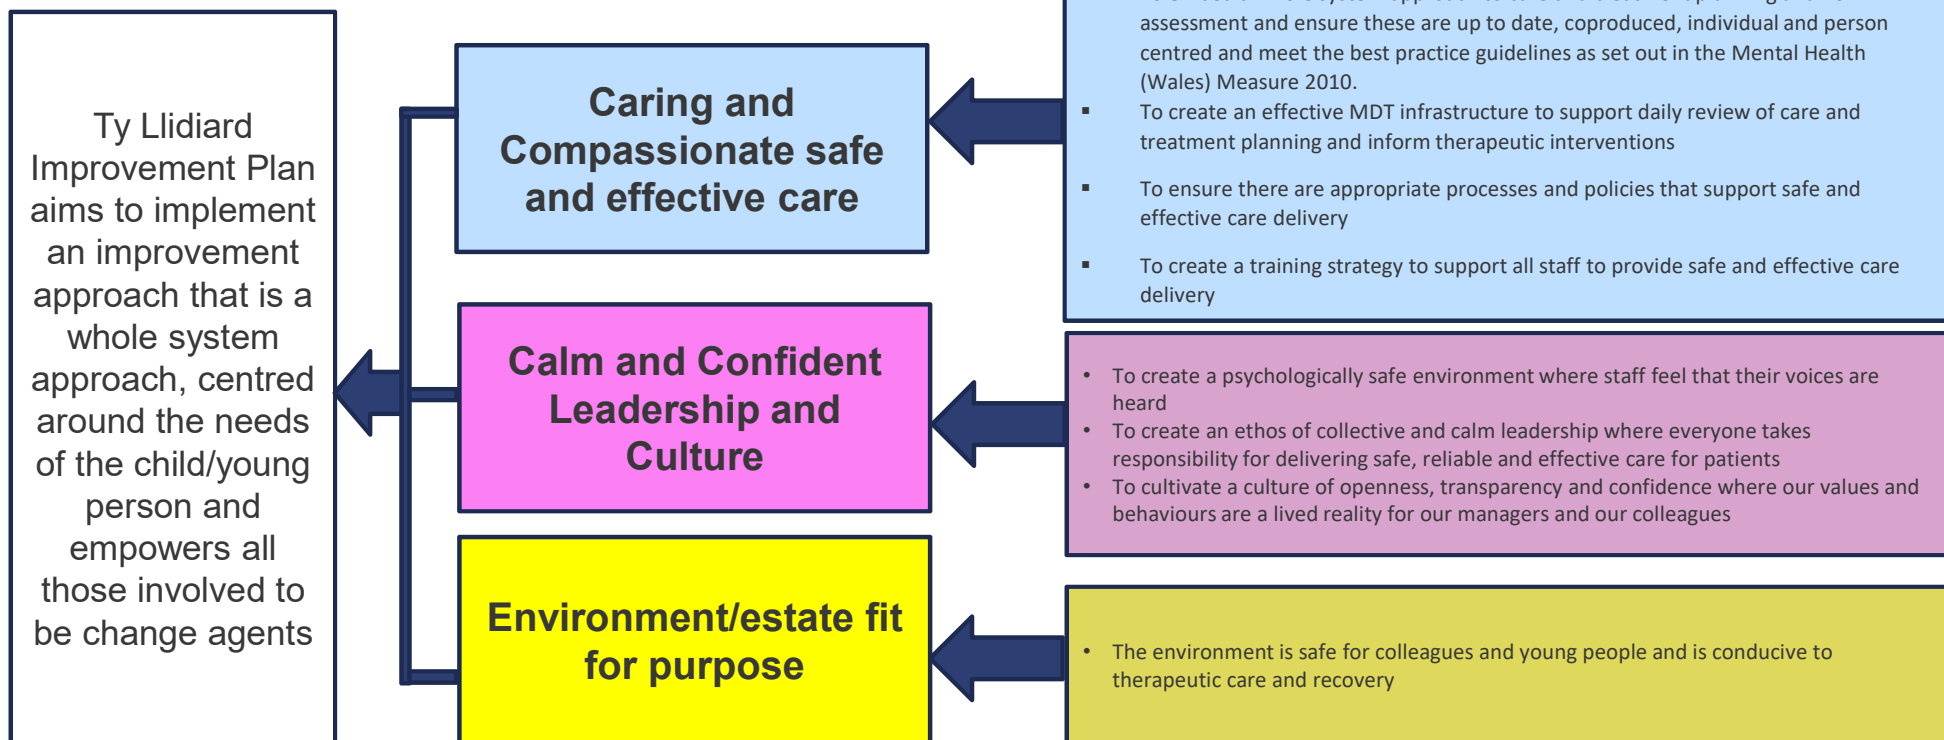 Ty Llidiard
Improvement Plan
aims to implement
an improvement
approach that is a
whole system
approach, centred
around the needs
of the child/young
person and
empowers all
those involved to
be change agents
Caring and
Compassionate safe
and effective care
assessment and ensure these are up to date, coproduced, individual and person
centred and meet the best practice guidelines as set out in the Mental Health
(Wales) Measure 2010.
▪ To create an effective MDT infrastructure to support daily review of care and
treatment planning and inform therapeutic interventions
▪ To ensure there are appropriate processes and policies that support safe and
effective care delivery
▪ To create a training strategy to support all staff to provide safe and effective care
delivery
Calm and Confident
Leadership and
Culture
• To create a psychologically safe environment where staff feel that their voices are
heard
• To create an ethos of collective and calm leadership where everyone takes
responsibility for delivering safe, reliable and effective care for patients
• To cultivate a culture of openness, transparency and confidence where our values and
behaviours are a lived reality for our managers and our colleagues
Environment/estate fit
for purpose
• The environment is safe for colleagues and young people and is conducive to
therapeutic care and recovery